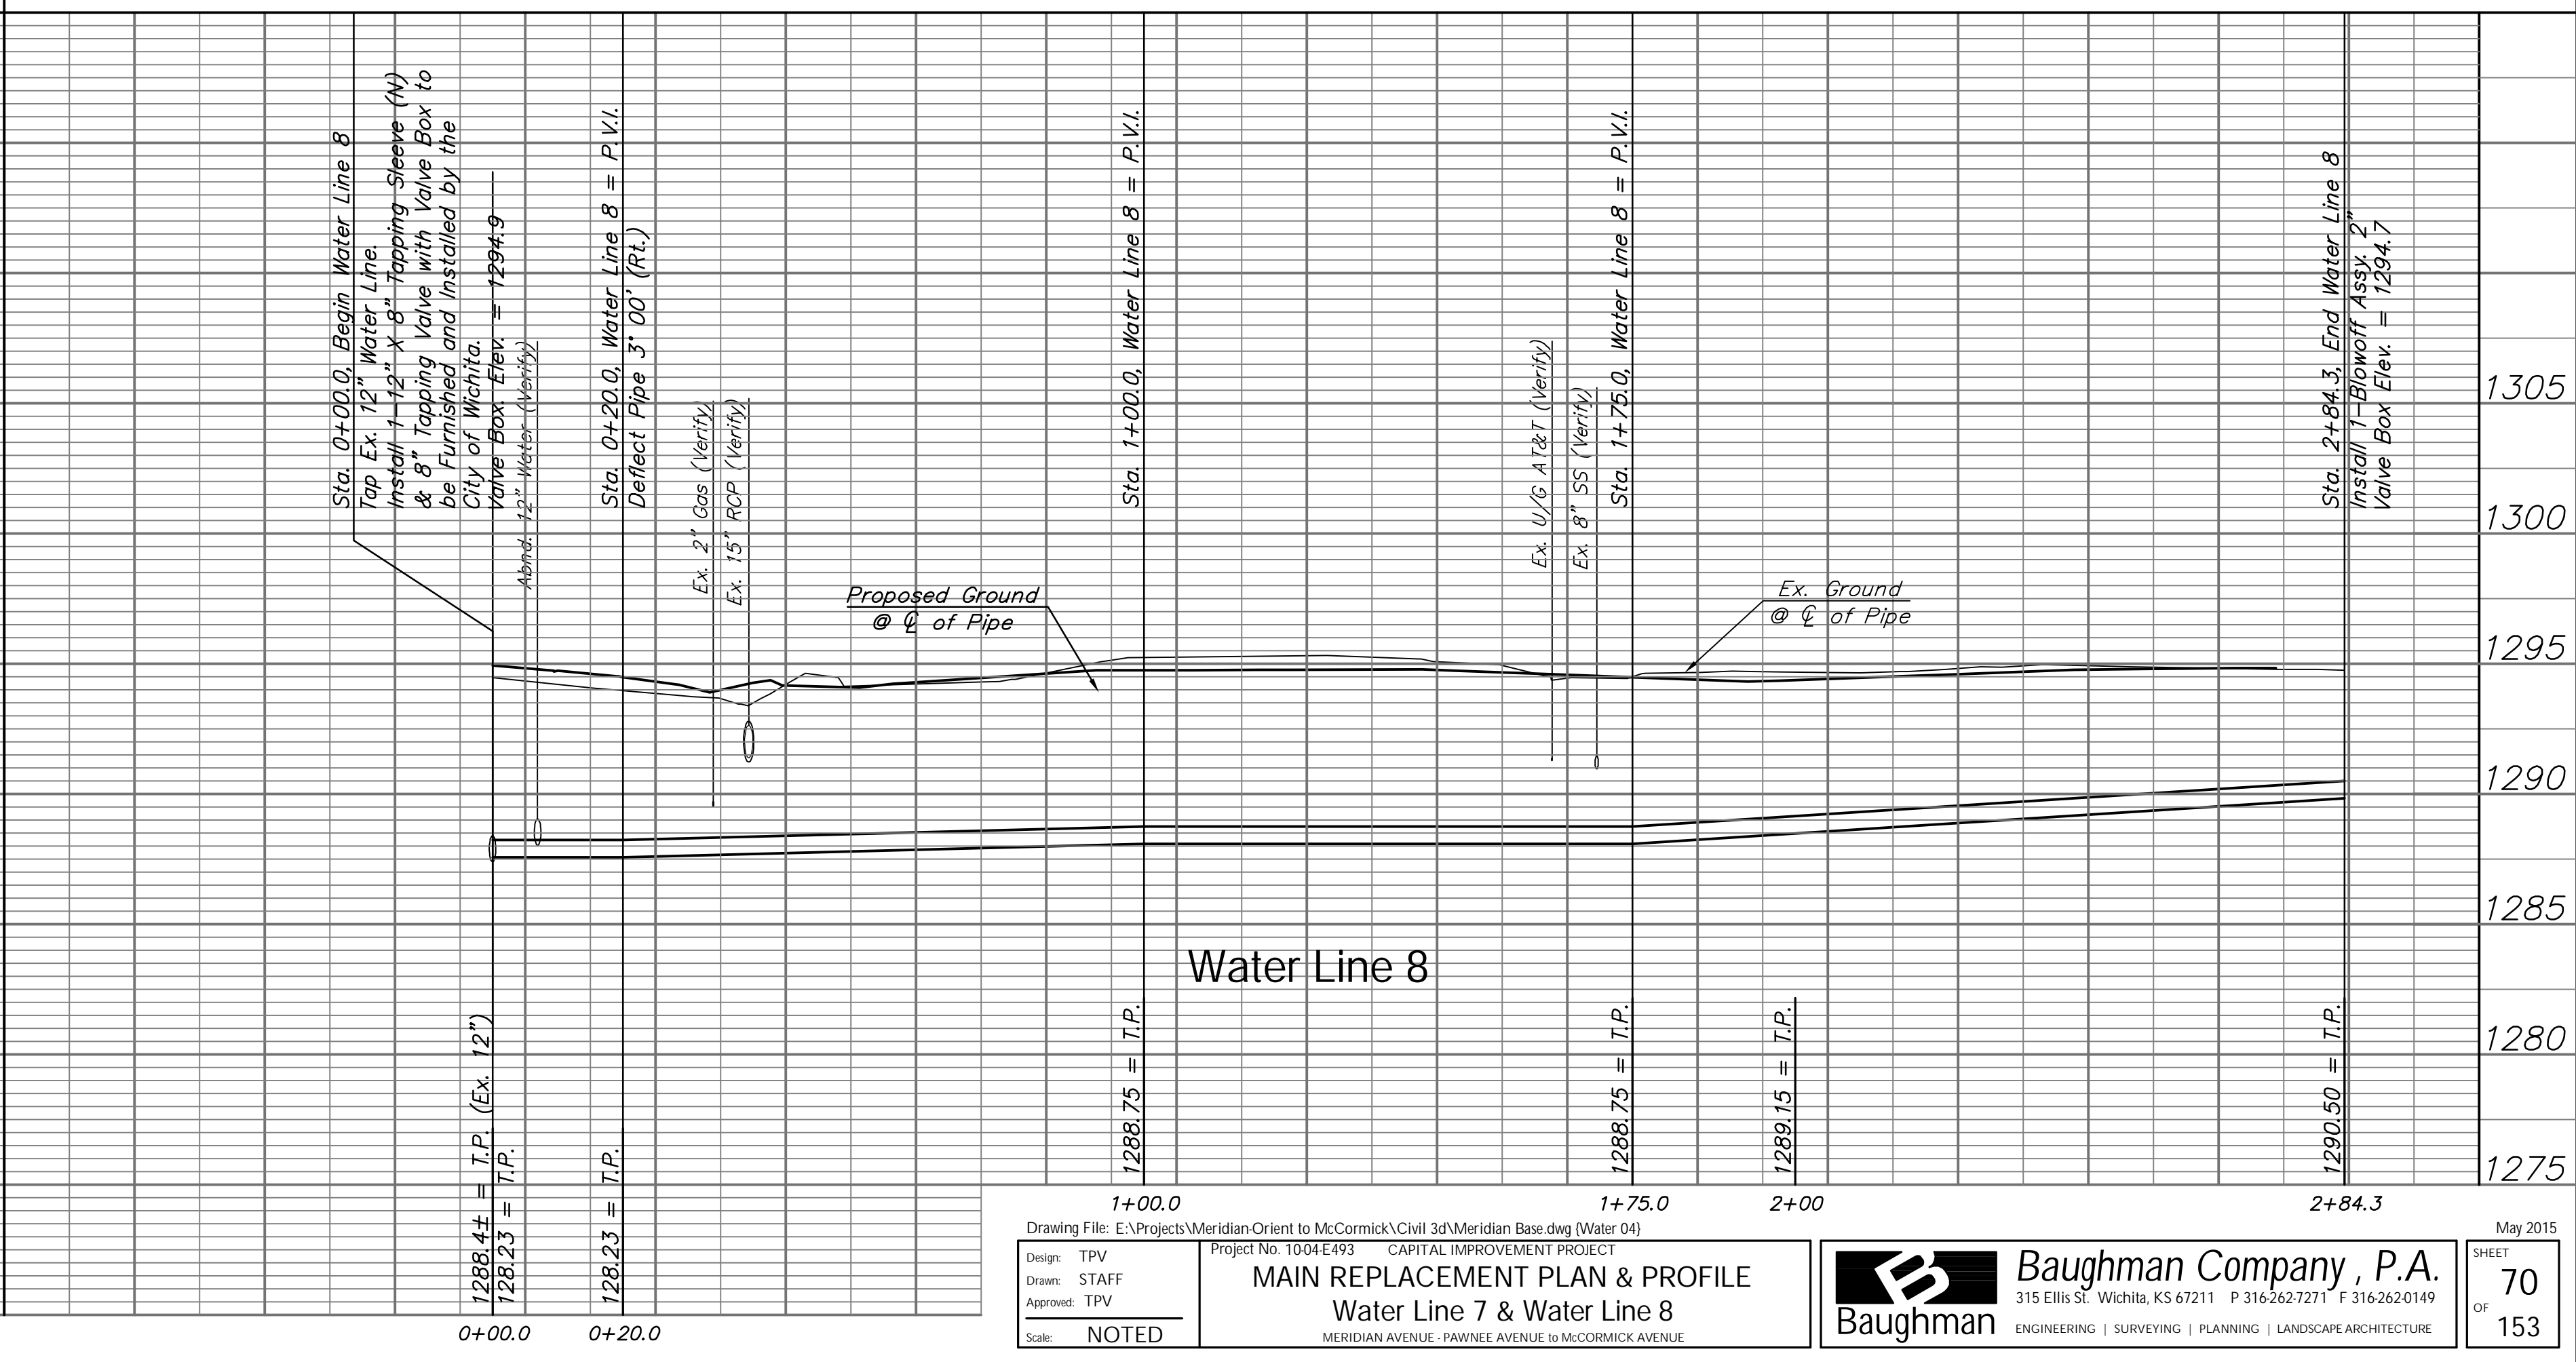 Sta. 0+00.0, Begin Water Line 8
Tap Ex. 12" Water Line.
Install 1-12" X 8" Tapping Sleeve (N)
& 8" Tapping Valve with Valve Box to
be Furnished and Installed by the
City of Wichita.
Valve Box. Elev. = 1294.9
Abnd. 12" Water (Verify)
Sta. 0+20.0, Water Line 8 = P.V.I.
Deflect Pipe 3° 00' (Rt.)
Ex. 2" Gas (Verify)
Ex. 15" RCP (Verify)
Sta. 1+00.0, Water Line 8 = P.V.I.
Ex. U/G AT&T (Verify)
Ex. 8" SS (Verify)
Sta. 1+75.0, Water Line 8 = P.V.I.
Sta. 2+84.3, End Water Line 8
Install 1-Blowoff Assy. 2"
Valve Box Elev. = 1294.7
Proposed Ground
@ ℄ of Pipe
Ex. Ground
@ ℄ of Pipe
1305
1300
1295
1290
1285
1280
1275
Water Line 8
1288.4± = T.P. (Ex. 12")
128.23 = T.P.
128.23 = T.P.
1288.75 = T.P.
1288.75 = T.P.
1289.15 = T.P.
1290.50 = T.P.
0+00.0
0+20.0
1+00.0
1+75.0
2+00
2+84.3
Drawing File: E:\Projects\Meridian-Orient to McCormick\Civil 3d\Meridian Base.dwg {Water 04}
May 2015
Design: TPV
Drawn: STAFF
Approved: TPV
Scale: NOTED
Project No. 10-04-E493 CAPITAL IMPROVEMENT PROJECT
MAIN REPLACEMENT PLAN & PROFILE
Water Line 7 & Water Line 8
MERIDIAN AVENUE - PAWNEE AVENUE to McCORMICK AVENUE
Baughman
Baughman Company, P.A.
315 Ellis St. Wichita, KS 67211 P 316-262-7271 F 316-262-0149
ENGINEERING | SURVEYING | PLANNING | LANDSCAPE ARCHITECTURE
SHEET
70
OF
153